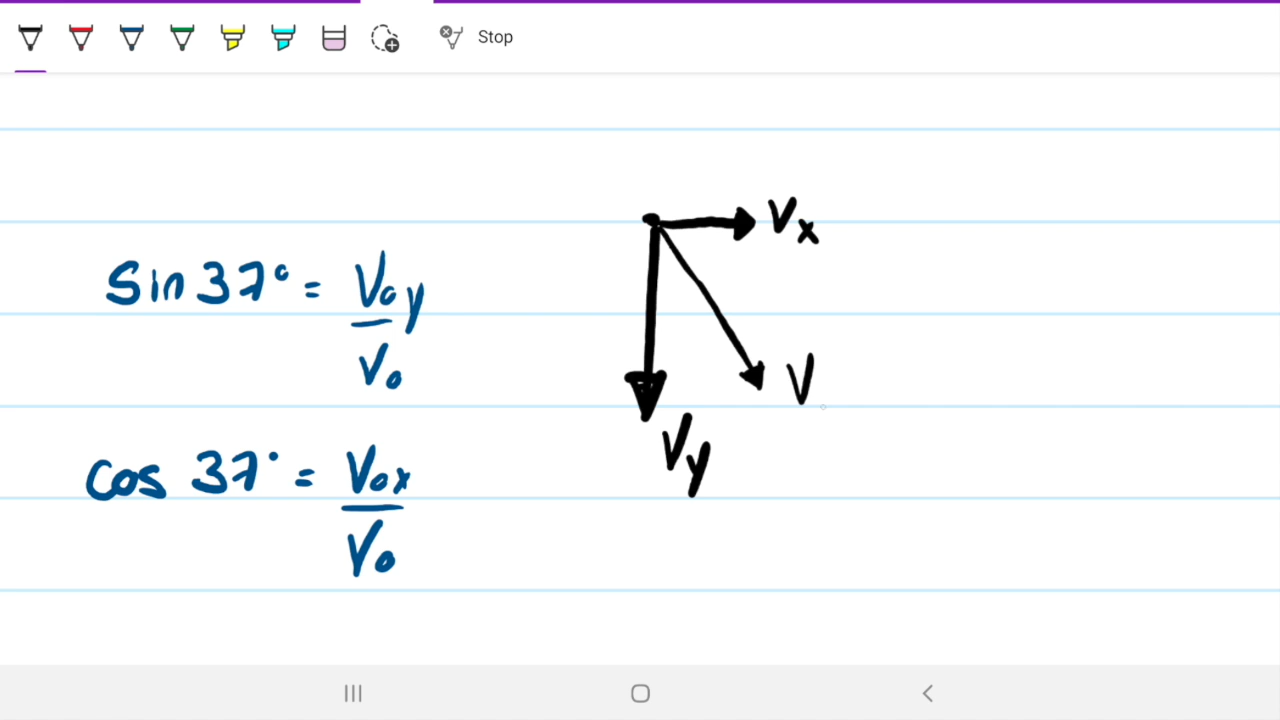 Stop
Sin 37° = Voy
Vo
cos 37° = Vox
Vo
Vx
V
Vy